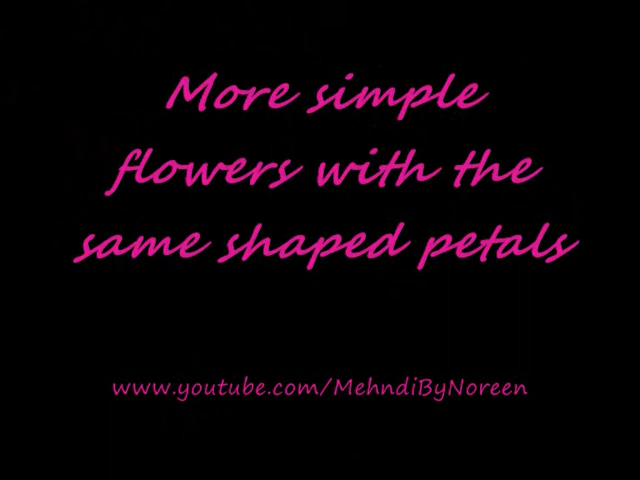 More simple
flowers with the
same shaped petals
www.youtube.com/MehndiByNoreen